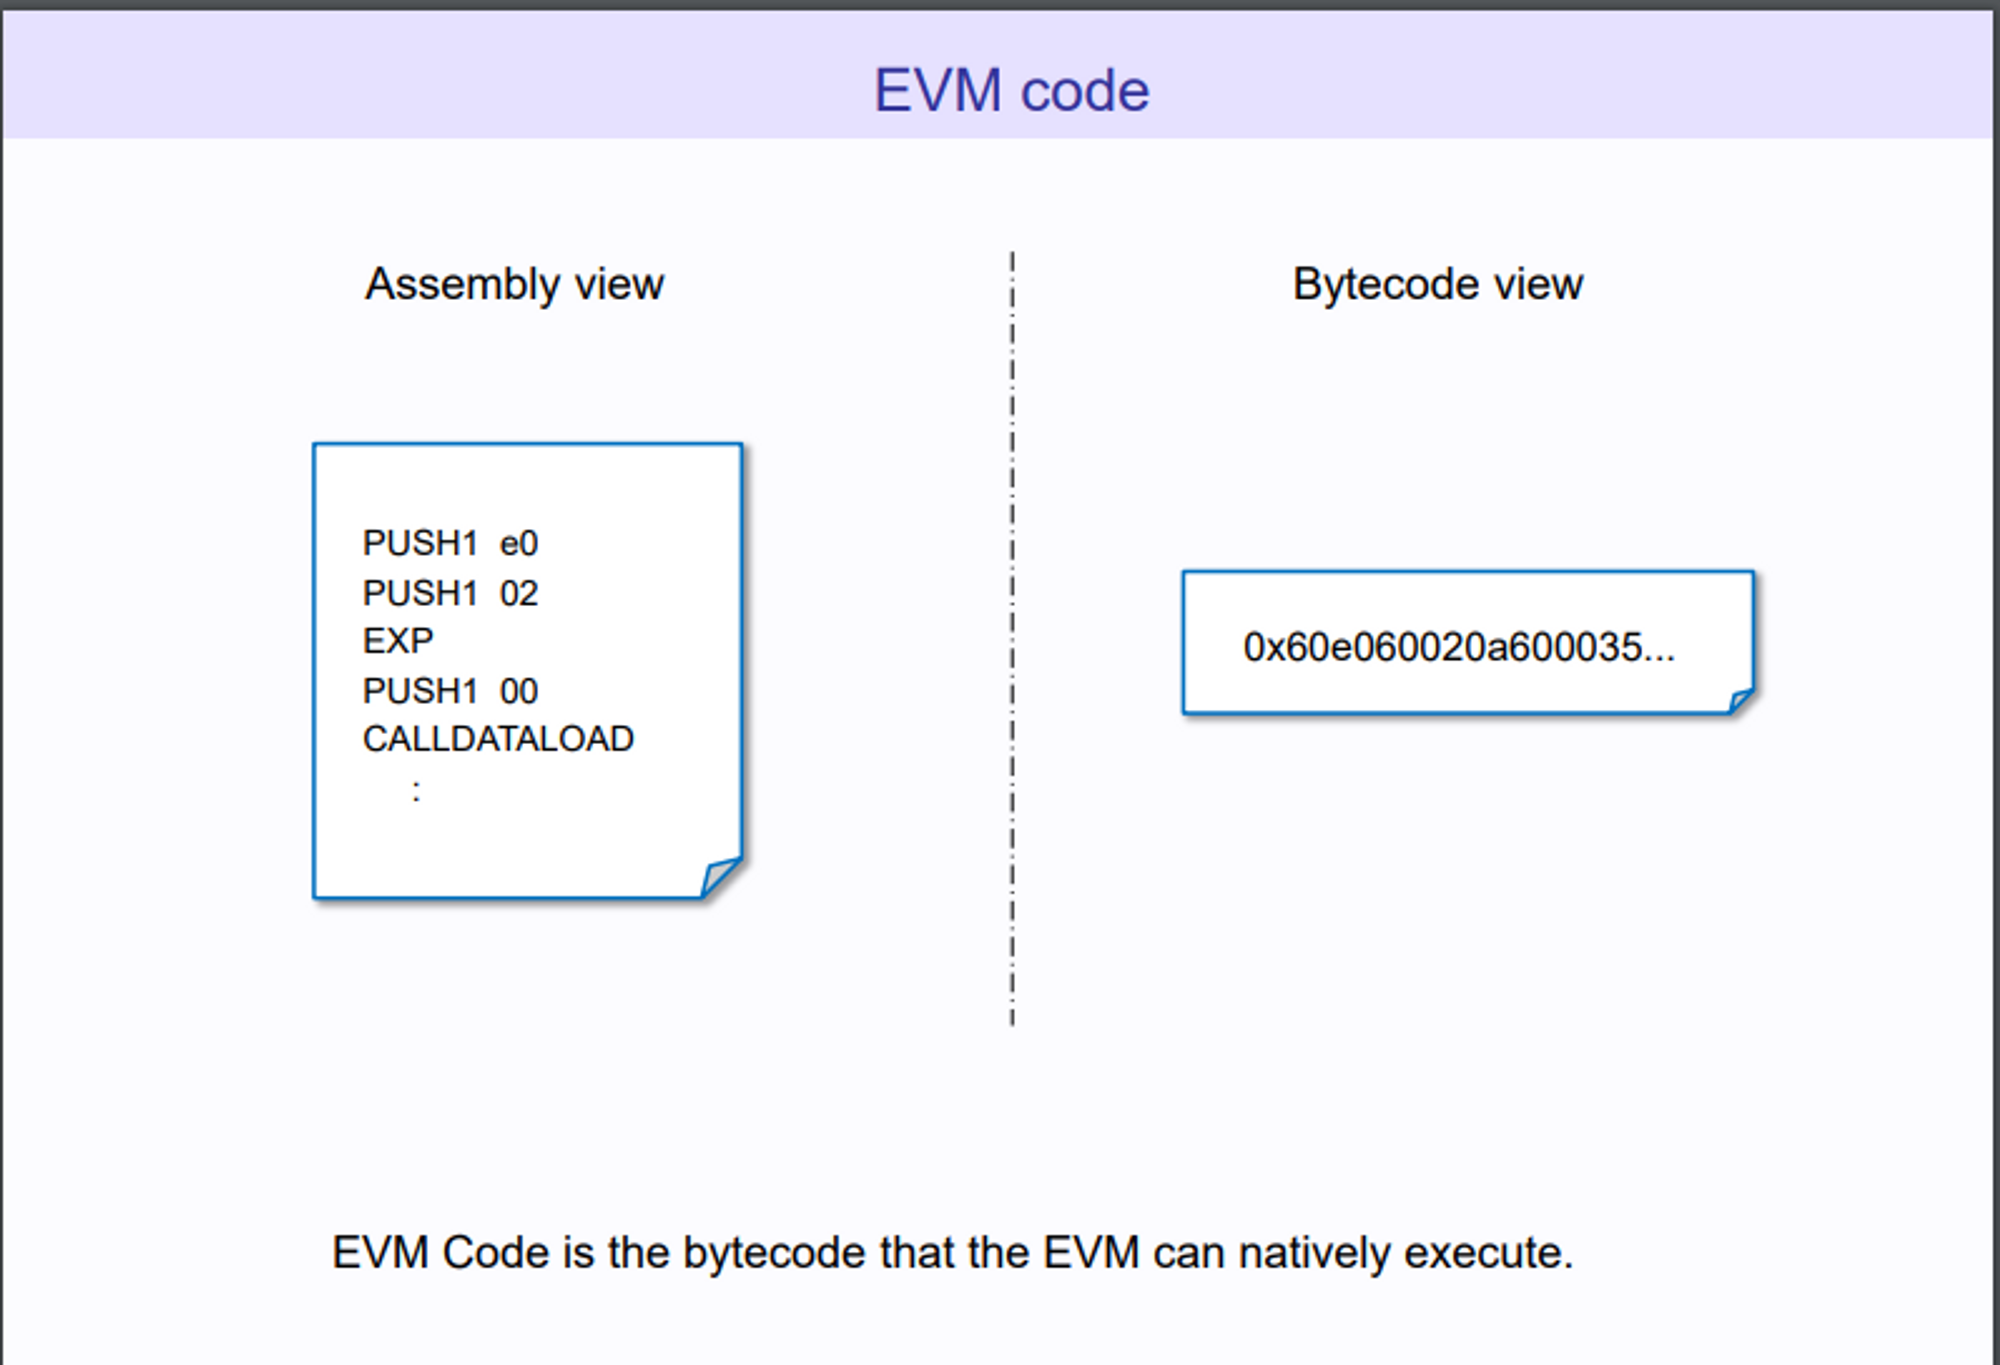 EVM code
Assembly view
Bytecode view
PUSH1 e0
PUSH1 02
EXP
PUSH1 00
CALLDATALOAD
:
0x60e060020a600035...
EVM Code is the bytecode that the EVM can natively execute.